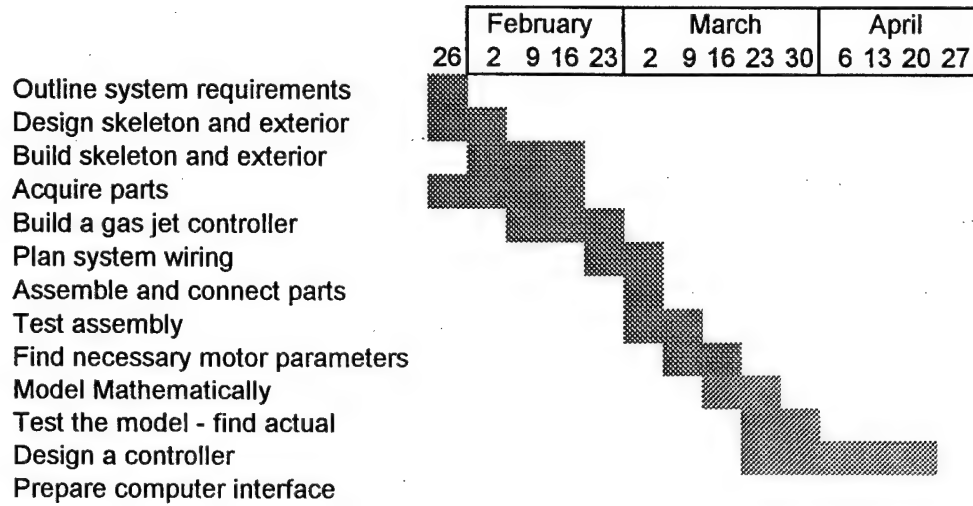 February March April
26 2 9 16 23 2 9 16 23 30 6 13 20 27
Outline system requirements
Design skeleton and exterior
Build skeleton and exterior
Acquire parts
Build a gas jet controller
Plan system wiring
Assemble and connect parts
Test assembly
Find necessary motor parameters
Model Mathematically
Test the model - find actual
Design a controller
Prepare computer interface